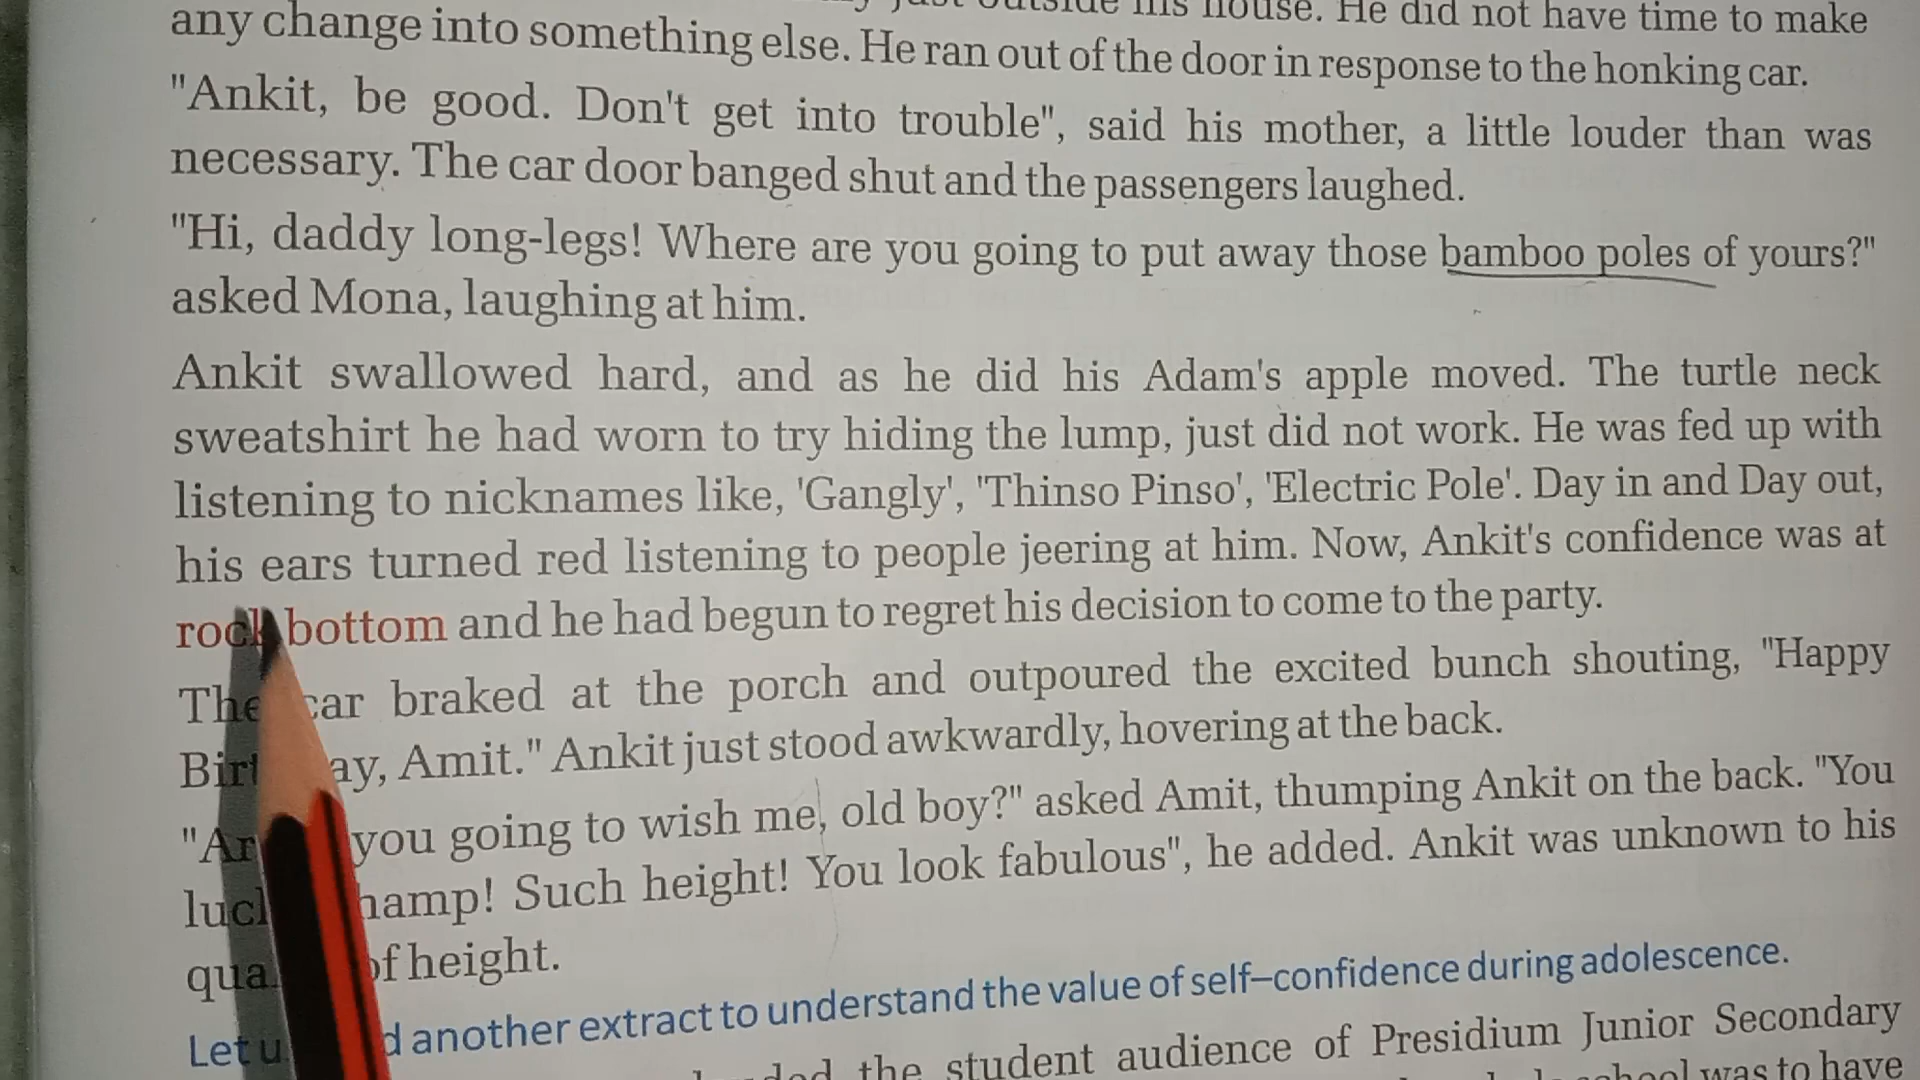 outside his house. He did not have time to make
any change into something else. He ran out of the door in response to the honking car.
"Ankit, be good. Don't get into trouble", said his mother, a little louder than was
necessary. The car door banged shut and the passengers laughed.
"Hi, daddy long-legs! Where are you going to put away those bamboo poles of yours?"
asked Mona, laughing at him.
Ankit swallowed hard, and as he did his Adam's apple moved. The turtle neck
sweatshirt he had worn to try hiding the lump, just did not work. He was fed up with
listening to nicknames like, 'Gangly', 'Thinso Pinso', 'Electric Pole'. Day in and Day out,
his ears turned red listening to people jeering at him. Now, Ankit's confidence was at
rock bottom and he had begun to regret his decision to come to the party.
The car braked at the porch and outpoured the excited bunch shouting, "Happy
Amit." Ankit just stood awkwardly, hovering at the back.
you going to wish me, old boy?" asked Amit, thumping Ankit on the back. "You
Such height! You look fabulous", he added. Ankit was unknown to his
of height.
Let another extract to understand the value of self–confidence during adolescence.
the student audience of Presidium Junior Secondary
school was to have